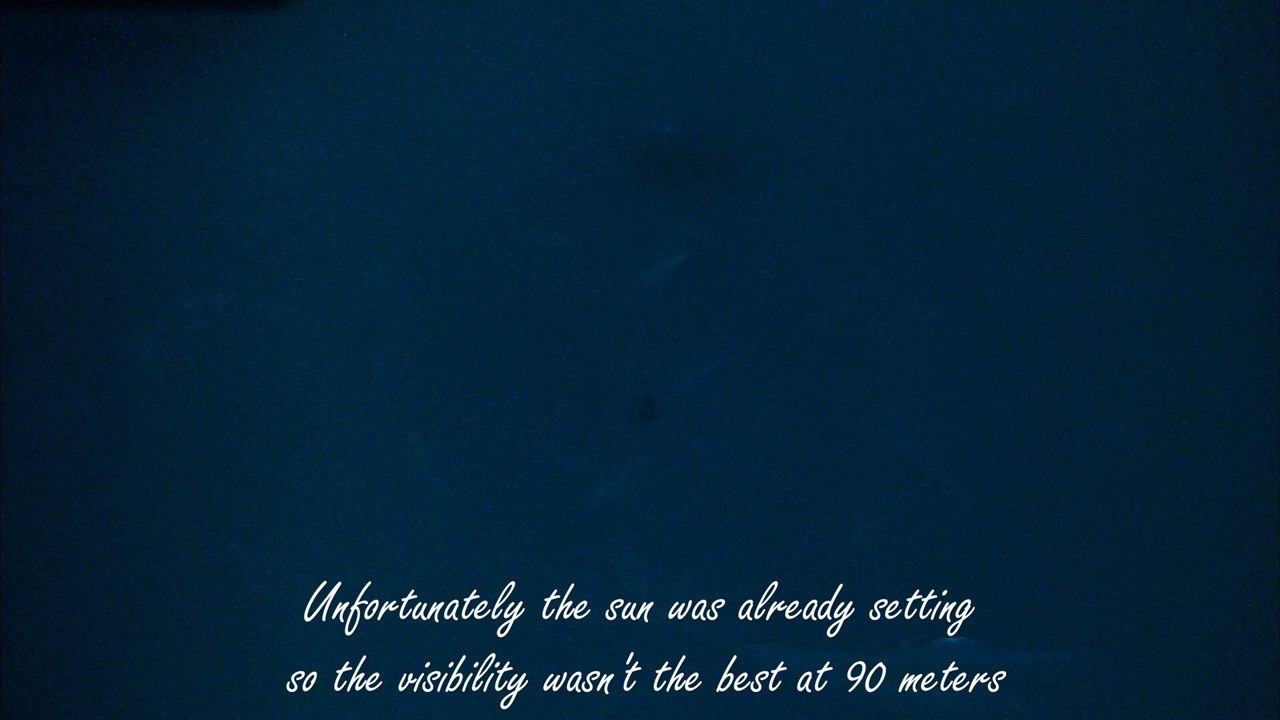 Unfortunately the sun was already setting
so the visibility wasn't the best at 90 meters